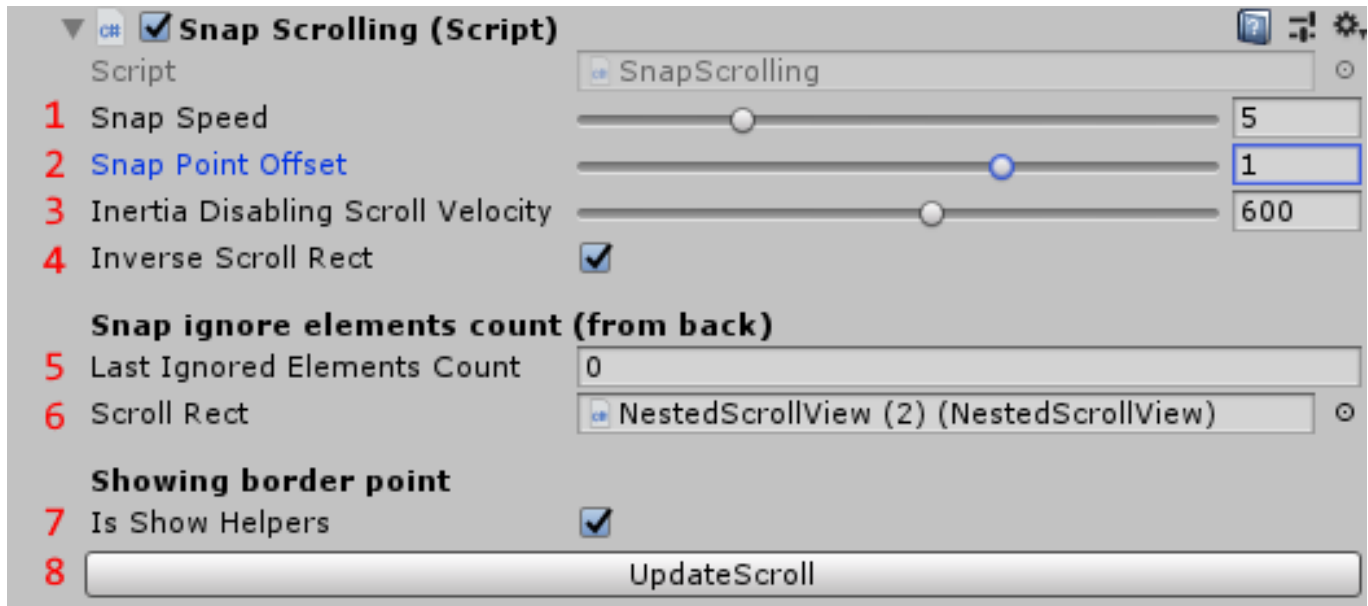 Snap Scrolling (Script)
Script SnapScrolling
1 Snap Speed 5
2 Snap Point Offset 1
3 Inertia Disabling Scroll Velocity 600
4 Inverse Scroll Rect
Snap ignore elements count (from back)
5 Last Ignored Elements Count 0
6 Scroll Rect NestedScrollView (2) (NestedScrollView)
Showing border point
7 Is Show Helpers
8 UpdateScroll